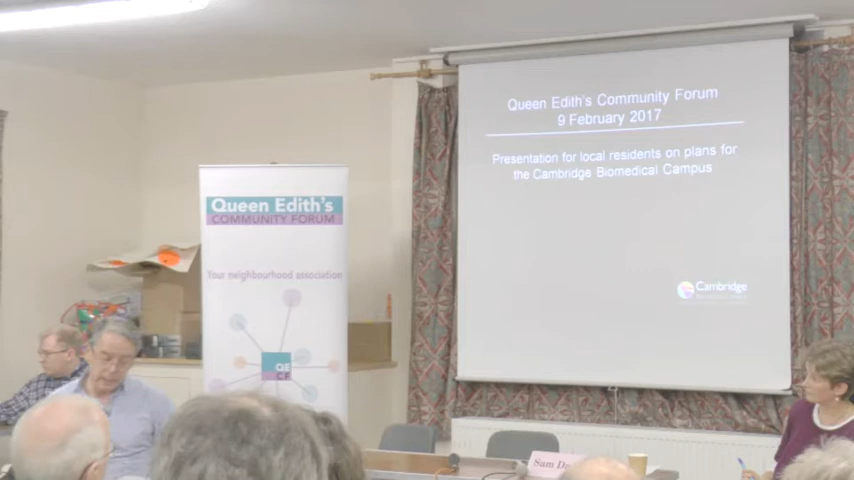 Queen Edith's Community Forum
9 February 2017
Presentation for local residents on plans for
the Cambridge Biomedical Campus
Cambridge
Queen Edith's
COMMUNITY FORUM
Your neighbourhood association
QE
CF
Sam